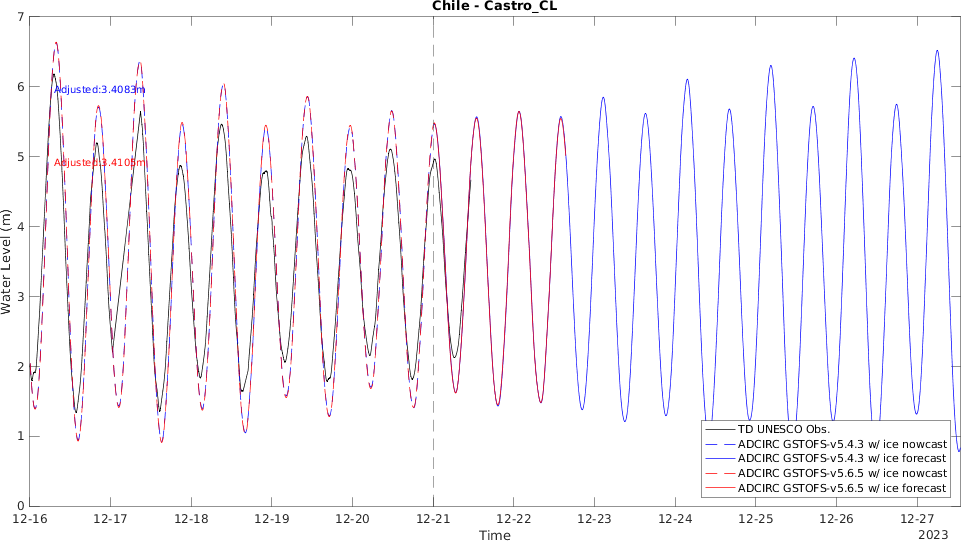 Chile - Castro_CL
7
6
5
4
3
2
1
0
Water Level (m)
Adjusted:3.4083m
Adjusted:3.4105m
TD UNESCO Obs.
ADCIRC GSTOFS-v5.4.3 w/ ice nowcast
ADCIRC GSTOFS-v5.4.3 w/ ice forecast
ADCIRC GSTOFS-v5.6.5 w/ ice nowcast
ADCIRC GSTOFS-v5.6.5 w/ ice forecast
12-16 12-17 12-18 12-19 12-20 12-21 12-22 12-23 12-24 12-25 12-26 12-27
Time
2023